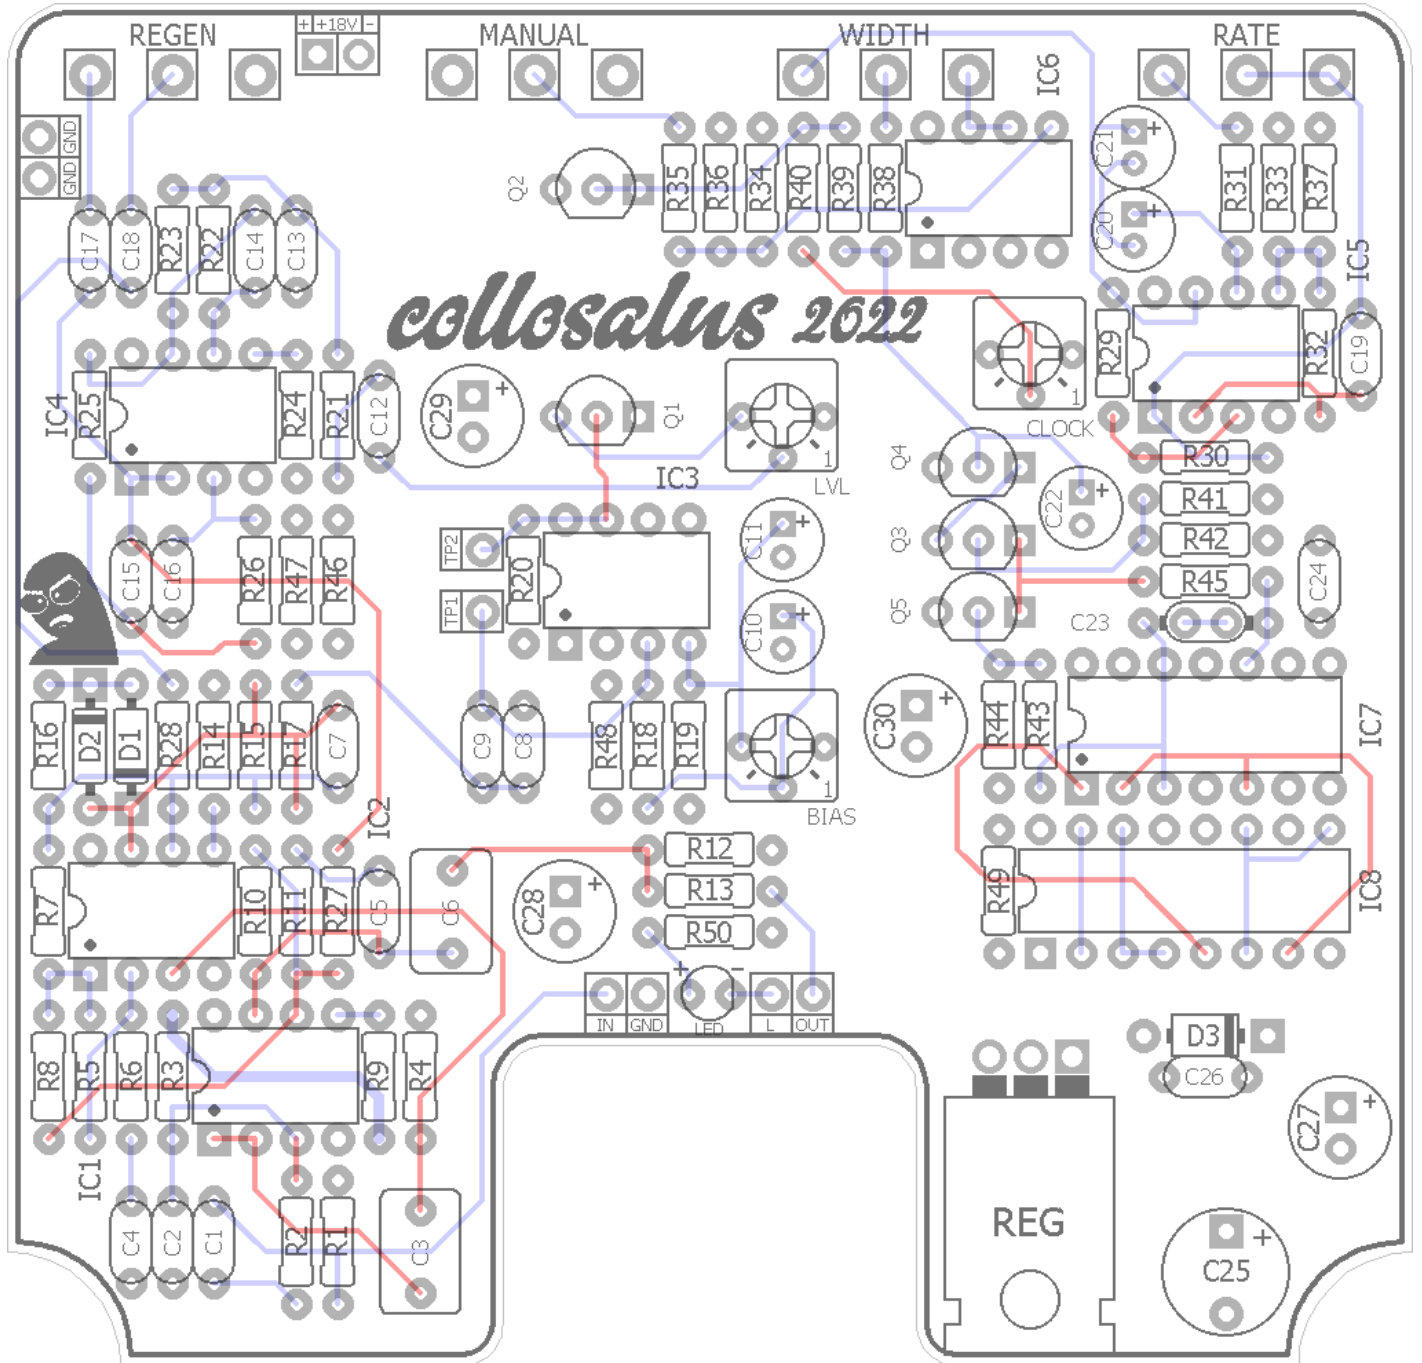 REGEN
+ +18V -
MANUAL
WIDTH
RATE
IC6
GND
GND
C21
Q2
R35
R36
R34
R40
R39
R38
R31
R33
R37
C20
C17
C18
R23
R22
C14
C13
IC5
collosalus 2022
R29
R32
C19
IC4
R25
R24
R21
C12
C29
Q1
1
1
CLOCK
IC3
LVL
Q4
R30
R41
C22
TP2
C11
Q3
R42
R20
C15
C16
R26
R47
R46
R45
C24
TP1
C10
Q5
C23
R16
D2
D1
R28
R14
R15
R17
C7
C9
C8
R48
R18
R19
C30
R44
R43
IC7
1
BIAS
IC2
R12
R7
R10
R11
R27
C5
C6
C28
R13
R49
IC8
R50
+ -
IN
GND
LED
L
OUT
R8
R5
R6
R3
R9
R4
D3
C26
C27
IC1
C4
C2
C1
R2
R1
C3
REG
C25